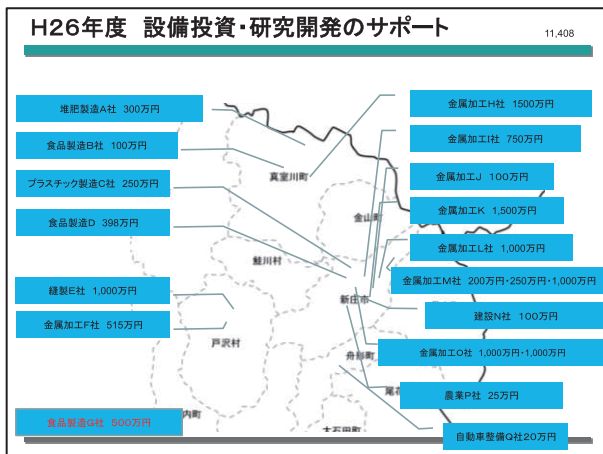 H26年度 設備投資・研究開発のサポート
11,408
堆肥製造A社 300万円
食品製造B社 100万円
プラスチック製造C社 250万円
食品製造D 398万円
縫製E社 1,000万円
金属加工F社 515万円
食品製造G社 500万円
金属加工H社 1500万円
金属加工I社 750万円
金属加工J 100万円
金属加工K 1,500万円
金属加工L社 1,000万円
金属加工M社 200万円・250万円・1,000万円
建設N社 100万円
金属加工O社 1,000万円・1,000万円
農業P社 25万円
自動車整備Q社20万円
真室川町
金山町
鮭川村
新庄市
戸沢村
舟形町
尾花
内町
大石田町